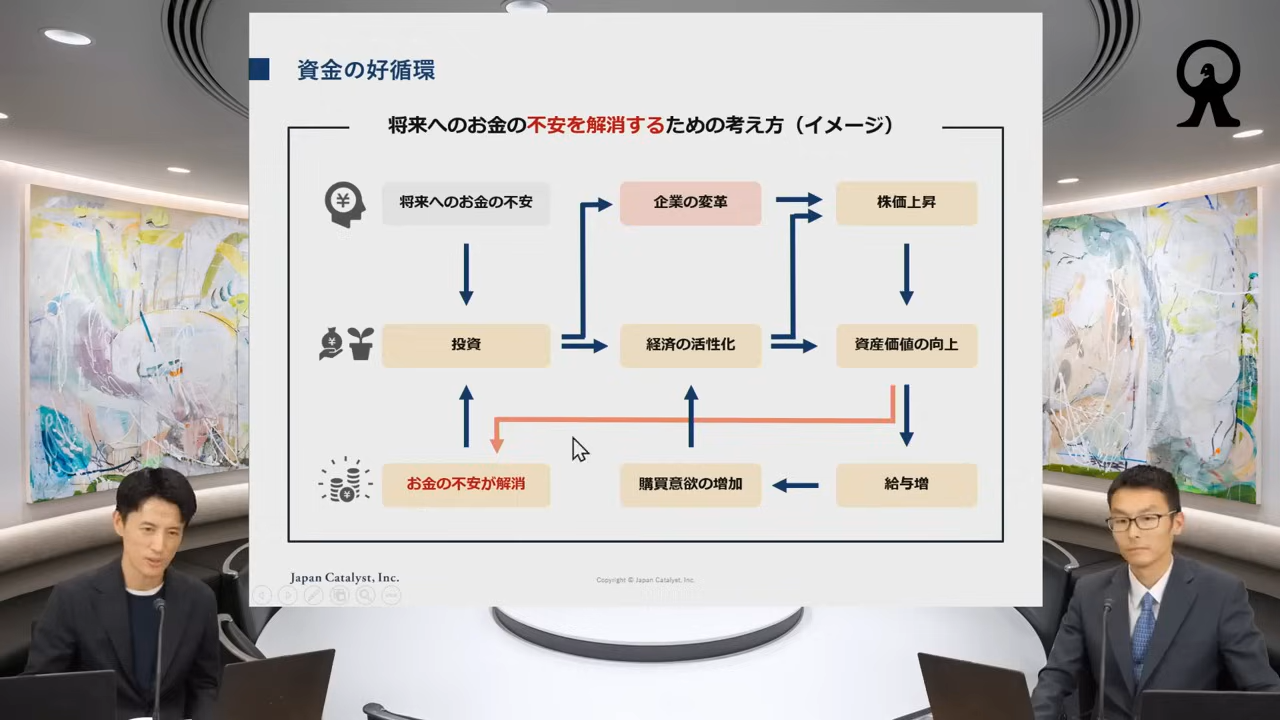 資金の好循環
将来へのお金の不安を解消するための考え方（イメージ）
¥
将来へのお金の不安
企業の変革
株価上昇
¥
投資
経済の活性化
資産価値の向上
¥
お金の不安が解消
購買意欲の増加
給与増
Japan Catalyst, Inc.
Copyright © Japan Catalyst, Inc.